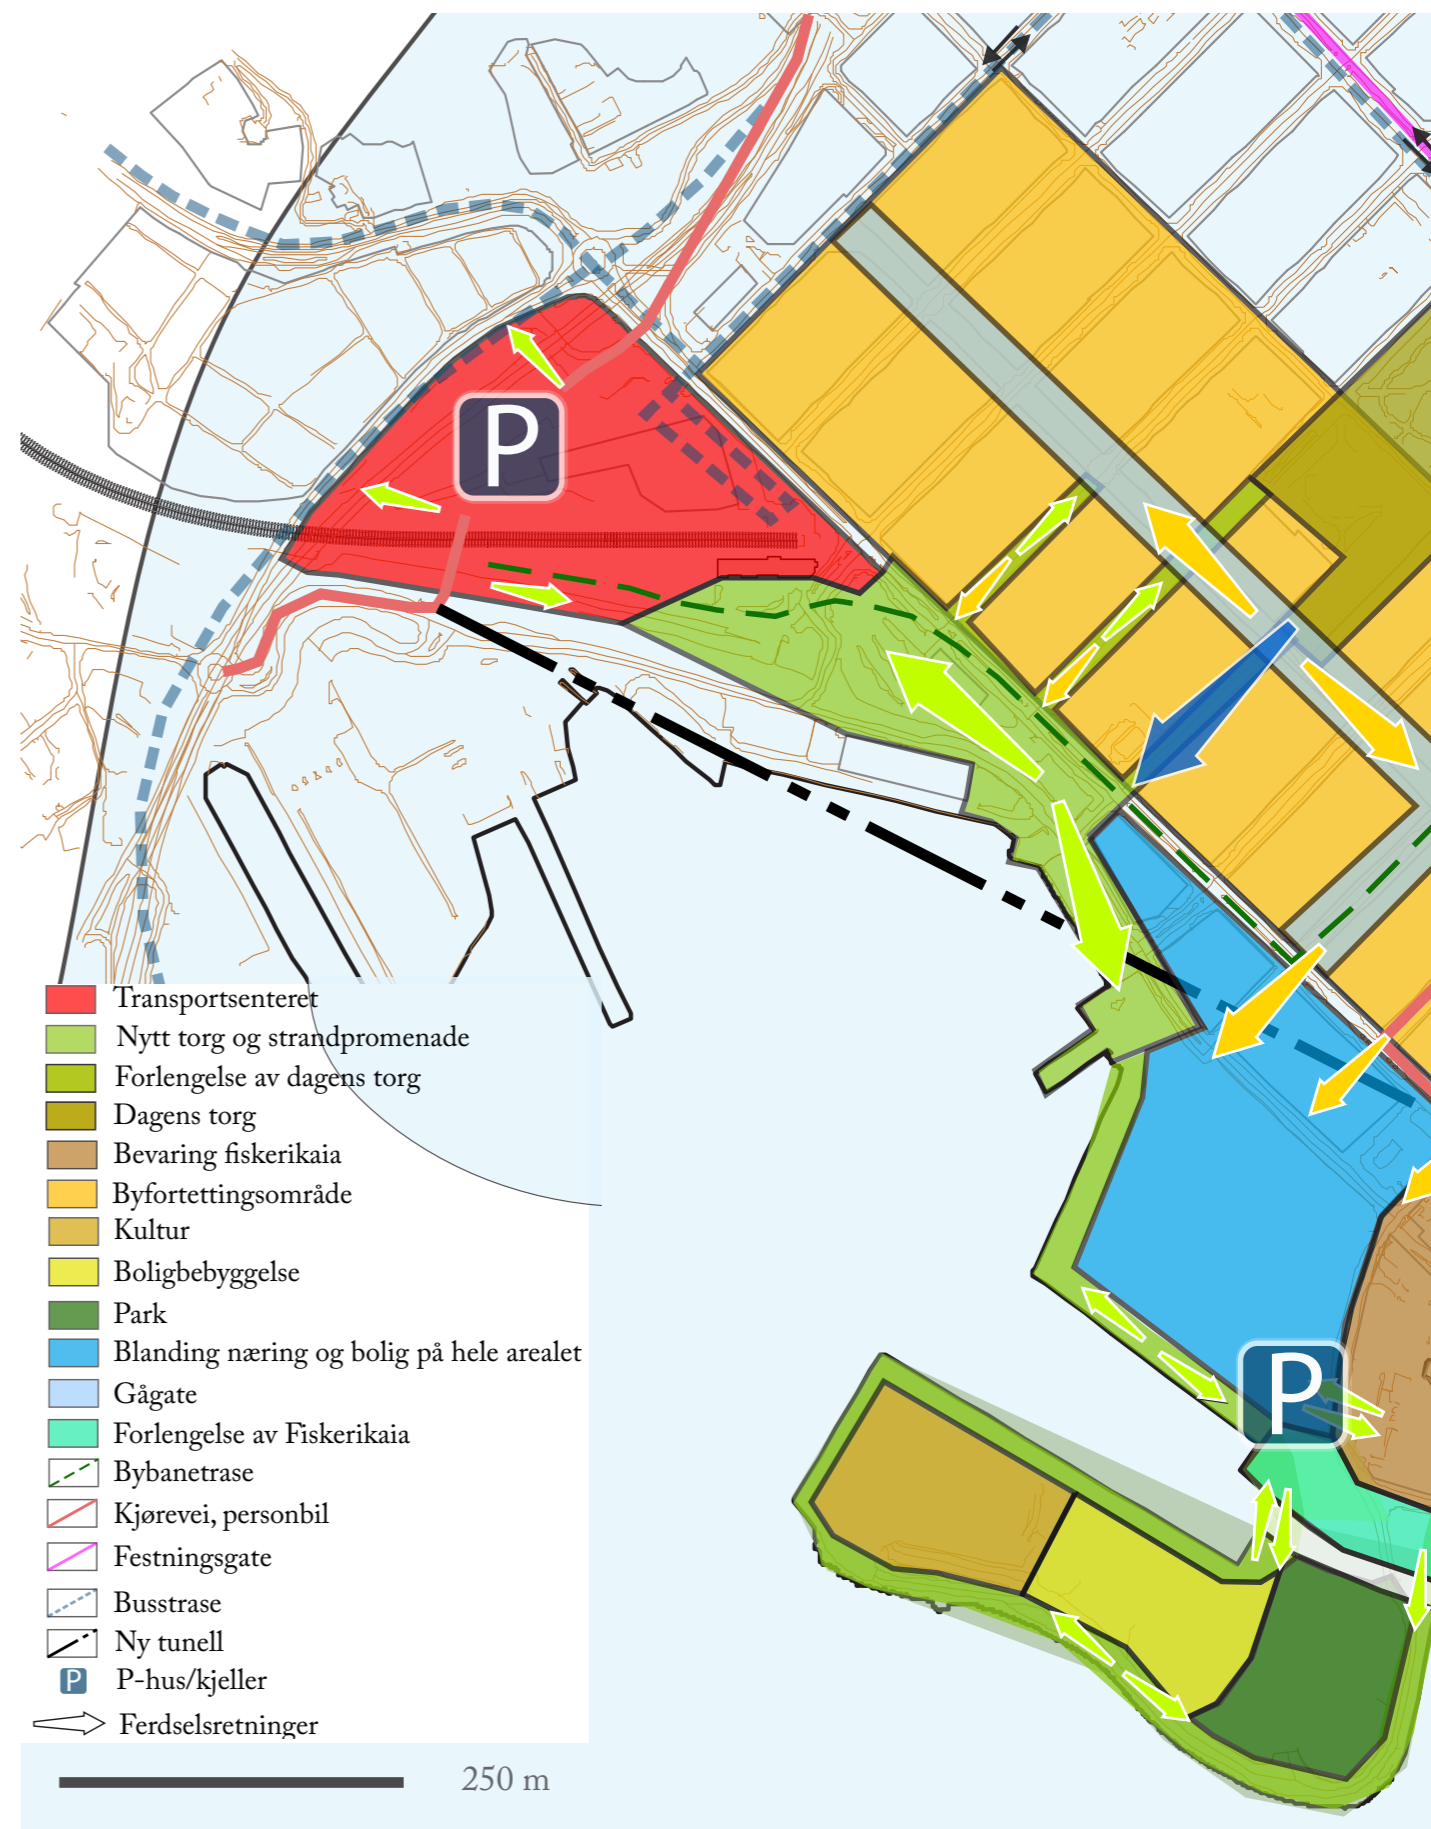 P
P
Transportsenteret
Nytt torg og strandpromenade
Forlengelse av dagens torg
Dagens torg
Bevaring fiskerikaia
Byfortettingsområde
Kultur
Boligbebyggelse
Park
Blanding næring og bolig på hele arealet
Gågate
Forlengelse av Fiskerikaia
Bybanetrase
Kjørevei, personbil
Festningsgate
Busstrase
Ny tunell
P P-hus/kjeller
Ferdselsretninger
250 m